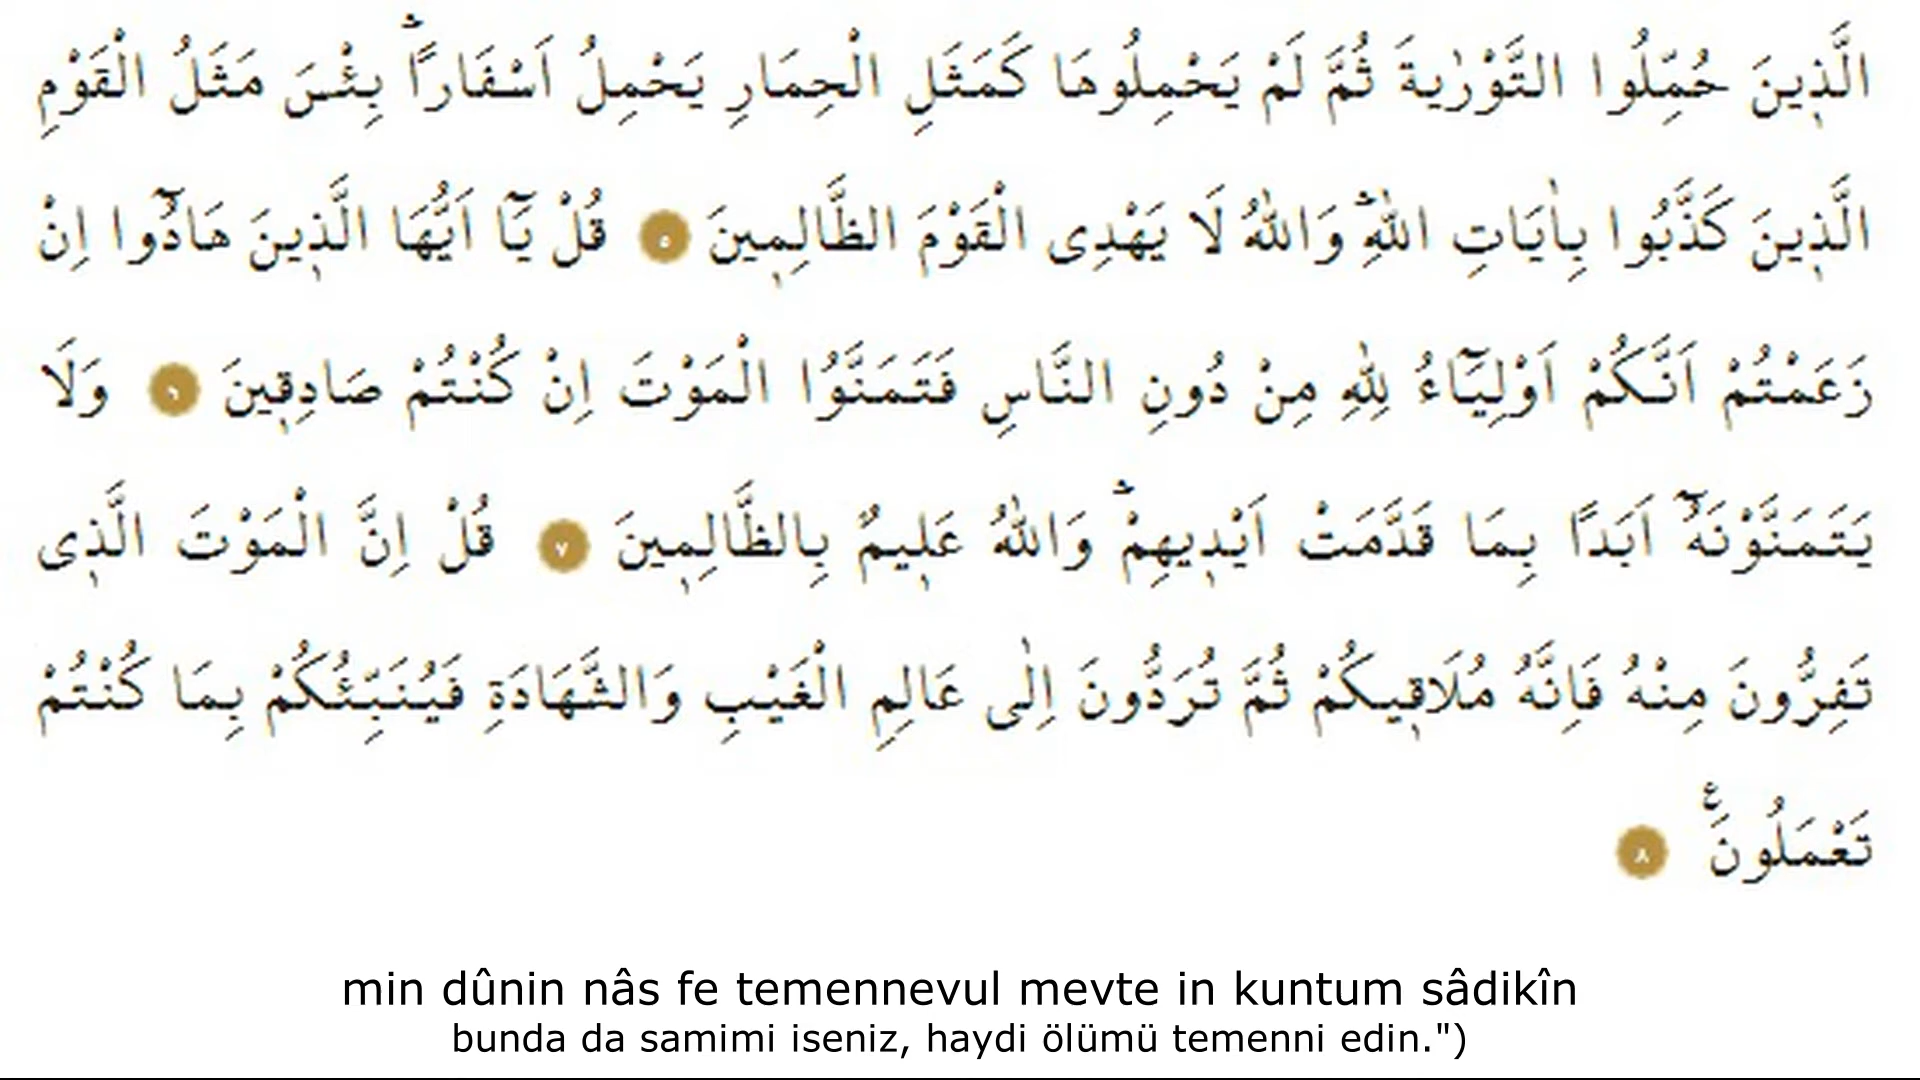 الَّذ۪ينَ حُمِّلُوا التَّوْرٰيةَ ثُمَّ لَمْ يَحْمِلُوهَا كَمَثَلِ الْحِمَارِ يَحْمِلُ اَسْفَاراًۜ بِئْسَ مَثَلُ الْقَوْمِ
الَّذ۪ينَ كَذَّبُوا بِاٰيَاتِ اللّٰهِۜ وَاللّٰهُ لَا يَهْدِى الْقَوْمَ الظَّالِم۪ينَ ﴿٥﴾ قُلْ يَٓا اَيُّهَا الَّذ۪ينَ هَادُٓوا اِنْ
زَعَمْتُمْ اَنَّكُمْ اَوْلِيَٓاءُ لِلّٰهِ مِنْ دُونِ النَّاسِ فَتَمَنَّوُا الْمَوْتَ اِنْ كُنْتُمْ صَادِق۪ينَ ﴿٦﴾ وَلَا
يَتَمَنَّوْنَهُٓ اَبَدًا بِمَا قَدَّمَتْ اَيْد۪يهِمْۜ وَاللّٰهُ عَل۪يمٌ بِالظَّالِم۪ينَ ﴿٧﴾ قُلْ اِنَّ الْمَوْتَ الَّذ۪ى
تَفِرُّونَ مِنْهُ فَاِنَّهُ مُلَاق۪يكُمْ ثُمَّ تُرَدُّونَ اِلٰى عَالِمِ الْغَيْبِ وَالشَّهَادَةِ فَيُنَبِّئُكُمْ بِمَا كُنْتُمْ
تَعْمَلُونَ۟ ع ﴿٨﴾
min dûnin nâs fe temennevul mevte in kuntum sâdikîn
bunda da samimi iseniz, haydi ölümü temenni edin.")